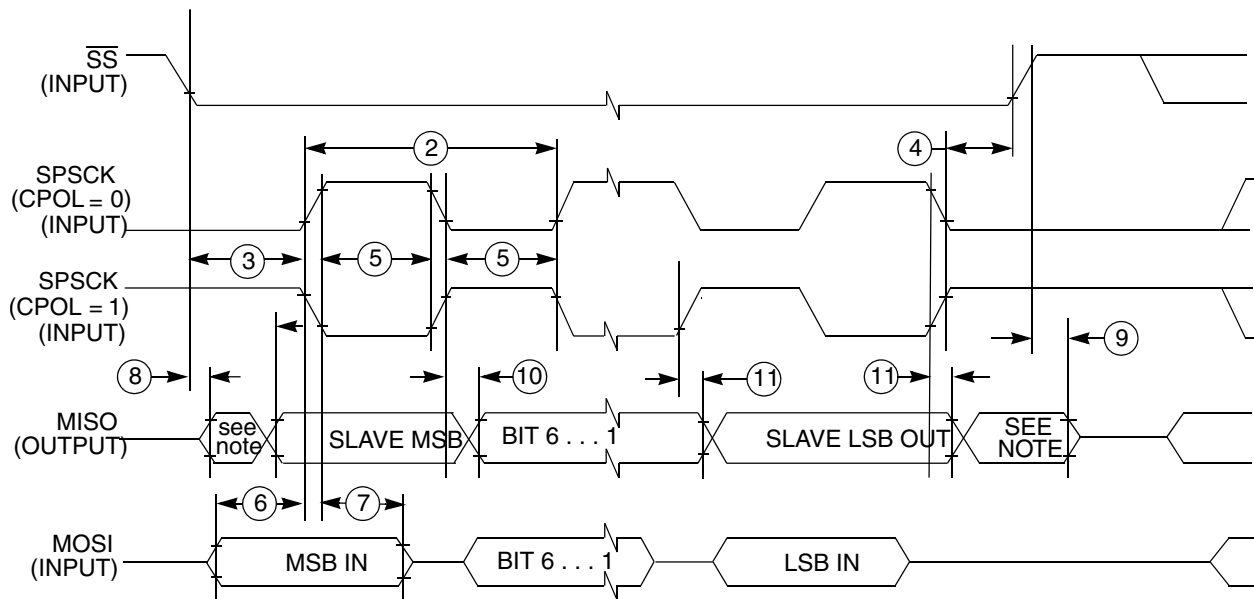 SS
(INPUT)
2
4
SPSCK
(CPOL = 0)
(INPUT)
3
5
5
SPSCK
(CPOL = 1)
(INPUT)
8
10
11
11
9
MISO
(OUTPUT)
see
note
SLAVE MSB
BIT 6 . . . 1
SLAVE LSB OUT
SEE
NOTE
6
7
MOSI
(INPUT)
MSB IN
BIT 6 . . . 1
LSB IN